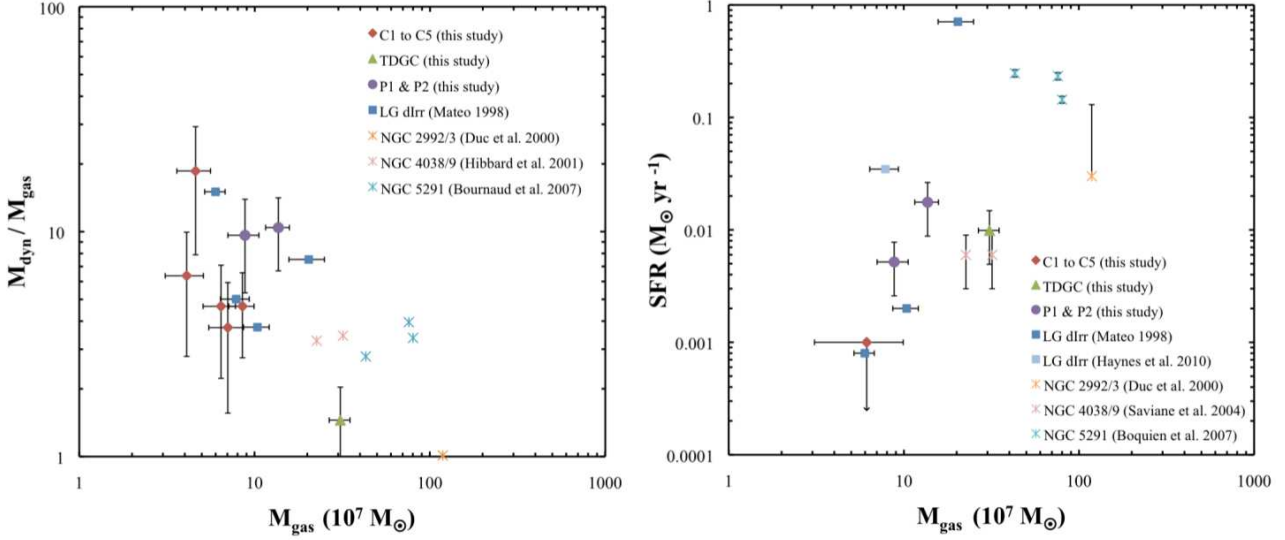 100
10
1
M_dyn / M_gas
C1 to C5 (this study)
TDGC (this study)
P1 & P2 (this study)
LG dIrr (Mateo 1998)
NGC 2992/3 (Duc et al. 2000)
NGC 4038/9 (Hibbard et al. 2001)
NGC 5291 (Bournaud et al. 2007)
1 10 100 1000
M_gas (10⁷ M_☉)
1
0.1
0.01
0.001
0.0001
SFR (M_☉ yr ⁻¹)
C1 to C5 (this study)
TDGC (this study)
P1 & P2 (this study)
LG dIrr (Mateo 1998)
LG dIrr (Haynes et al. 2010)
NGC 2992/3 (Duc et al. 2000)
NGC 4038/9 (Saviane et al. 2004)
NGC 5291 (Boquien et al. 2007)
1 10 100 1000
M_gas (10⁷ M_☉)